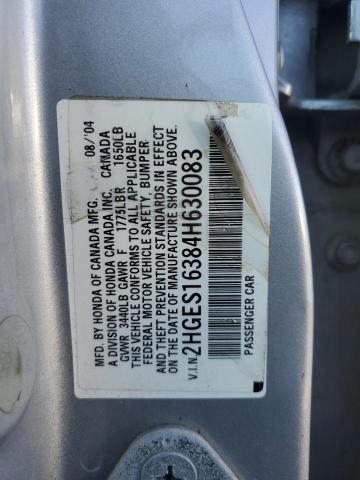 MFD. BY HONDA OF CANADA MFG. 08/'04
A DIVISION OF HONDA CANADA INC. CANADA
GVWR 3440LB GAWR F 1775LB R 1650LB
THIS VEHICLE CONFORMS TO ALL APPLICABLE
FEDERAL MOTOR VEHICLE SAFETY, BUMPER
AND THEFT PREVENTION STANDARDS IN EFFECT
ON THE DATE OF MANUFACTURE SHOWN ABOVE.
V.I.N. 2HGES16384H630083
PASSENGER CAR